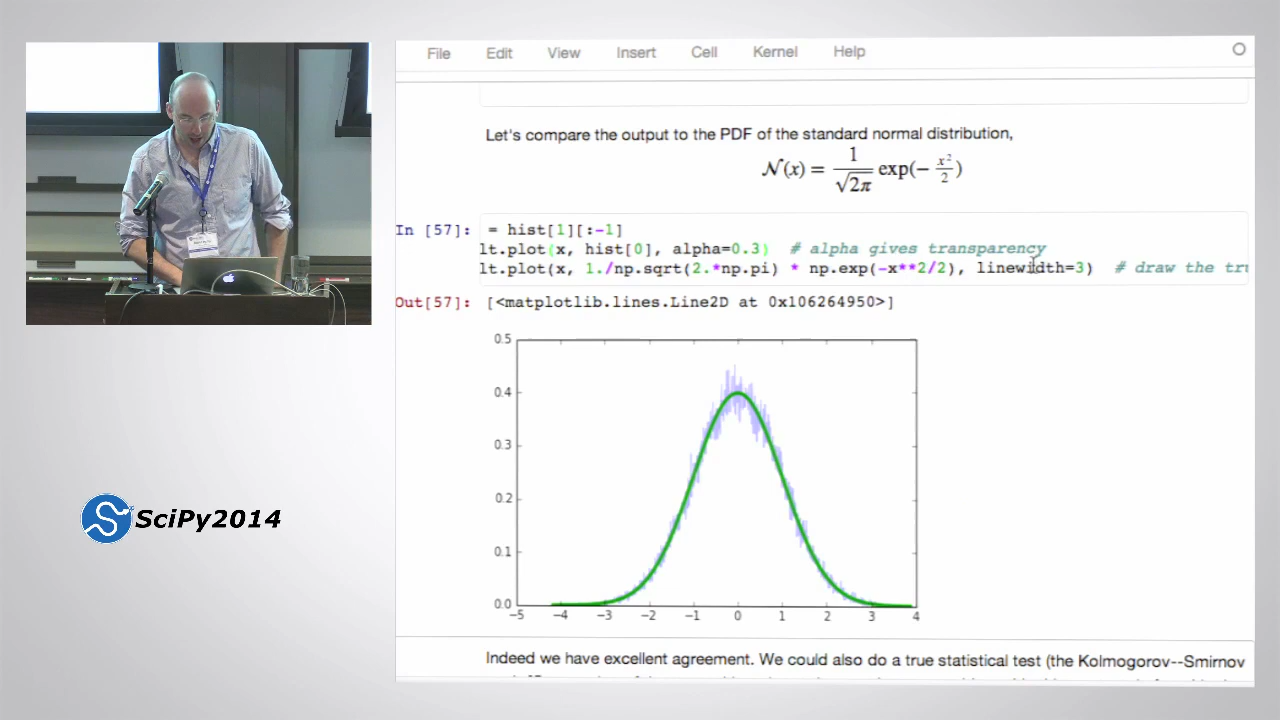 File Edit View Insert Cell Kernel Help
Let's compare the output to the PDF of the standard normal distribution,
𝒩(x) = 1/√2π exp(− x²/2)
In [57]: = hist[1][:-1]
lt.plot(x, hist[0], alpha=0.3) # alpha gives transparency
lt.plot(x, 1./np.sqrt(2.*np.pi) * np.exp(-x**2/2), linewidth=3) # draw the tru
Out[57]: [<matplotlib.lines.Line2D at 0x106264950>]
0.5
0.4
0.3
0.2
0.1
0.0
−5 −4 −3 −2 −1 0 1 2 3 4
Indeed we have excellent agreement. We could also do a true statistical test (the Kolmogorov--Smirnov
SciPy2014